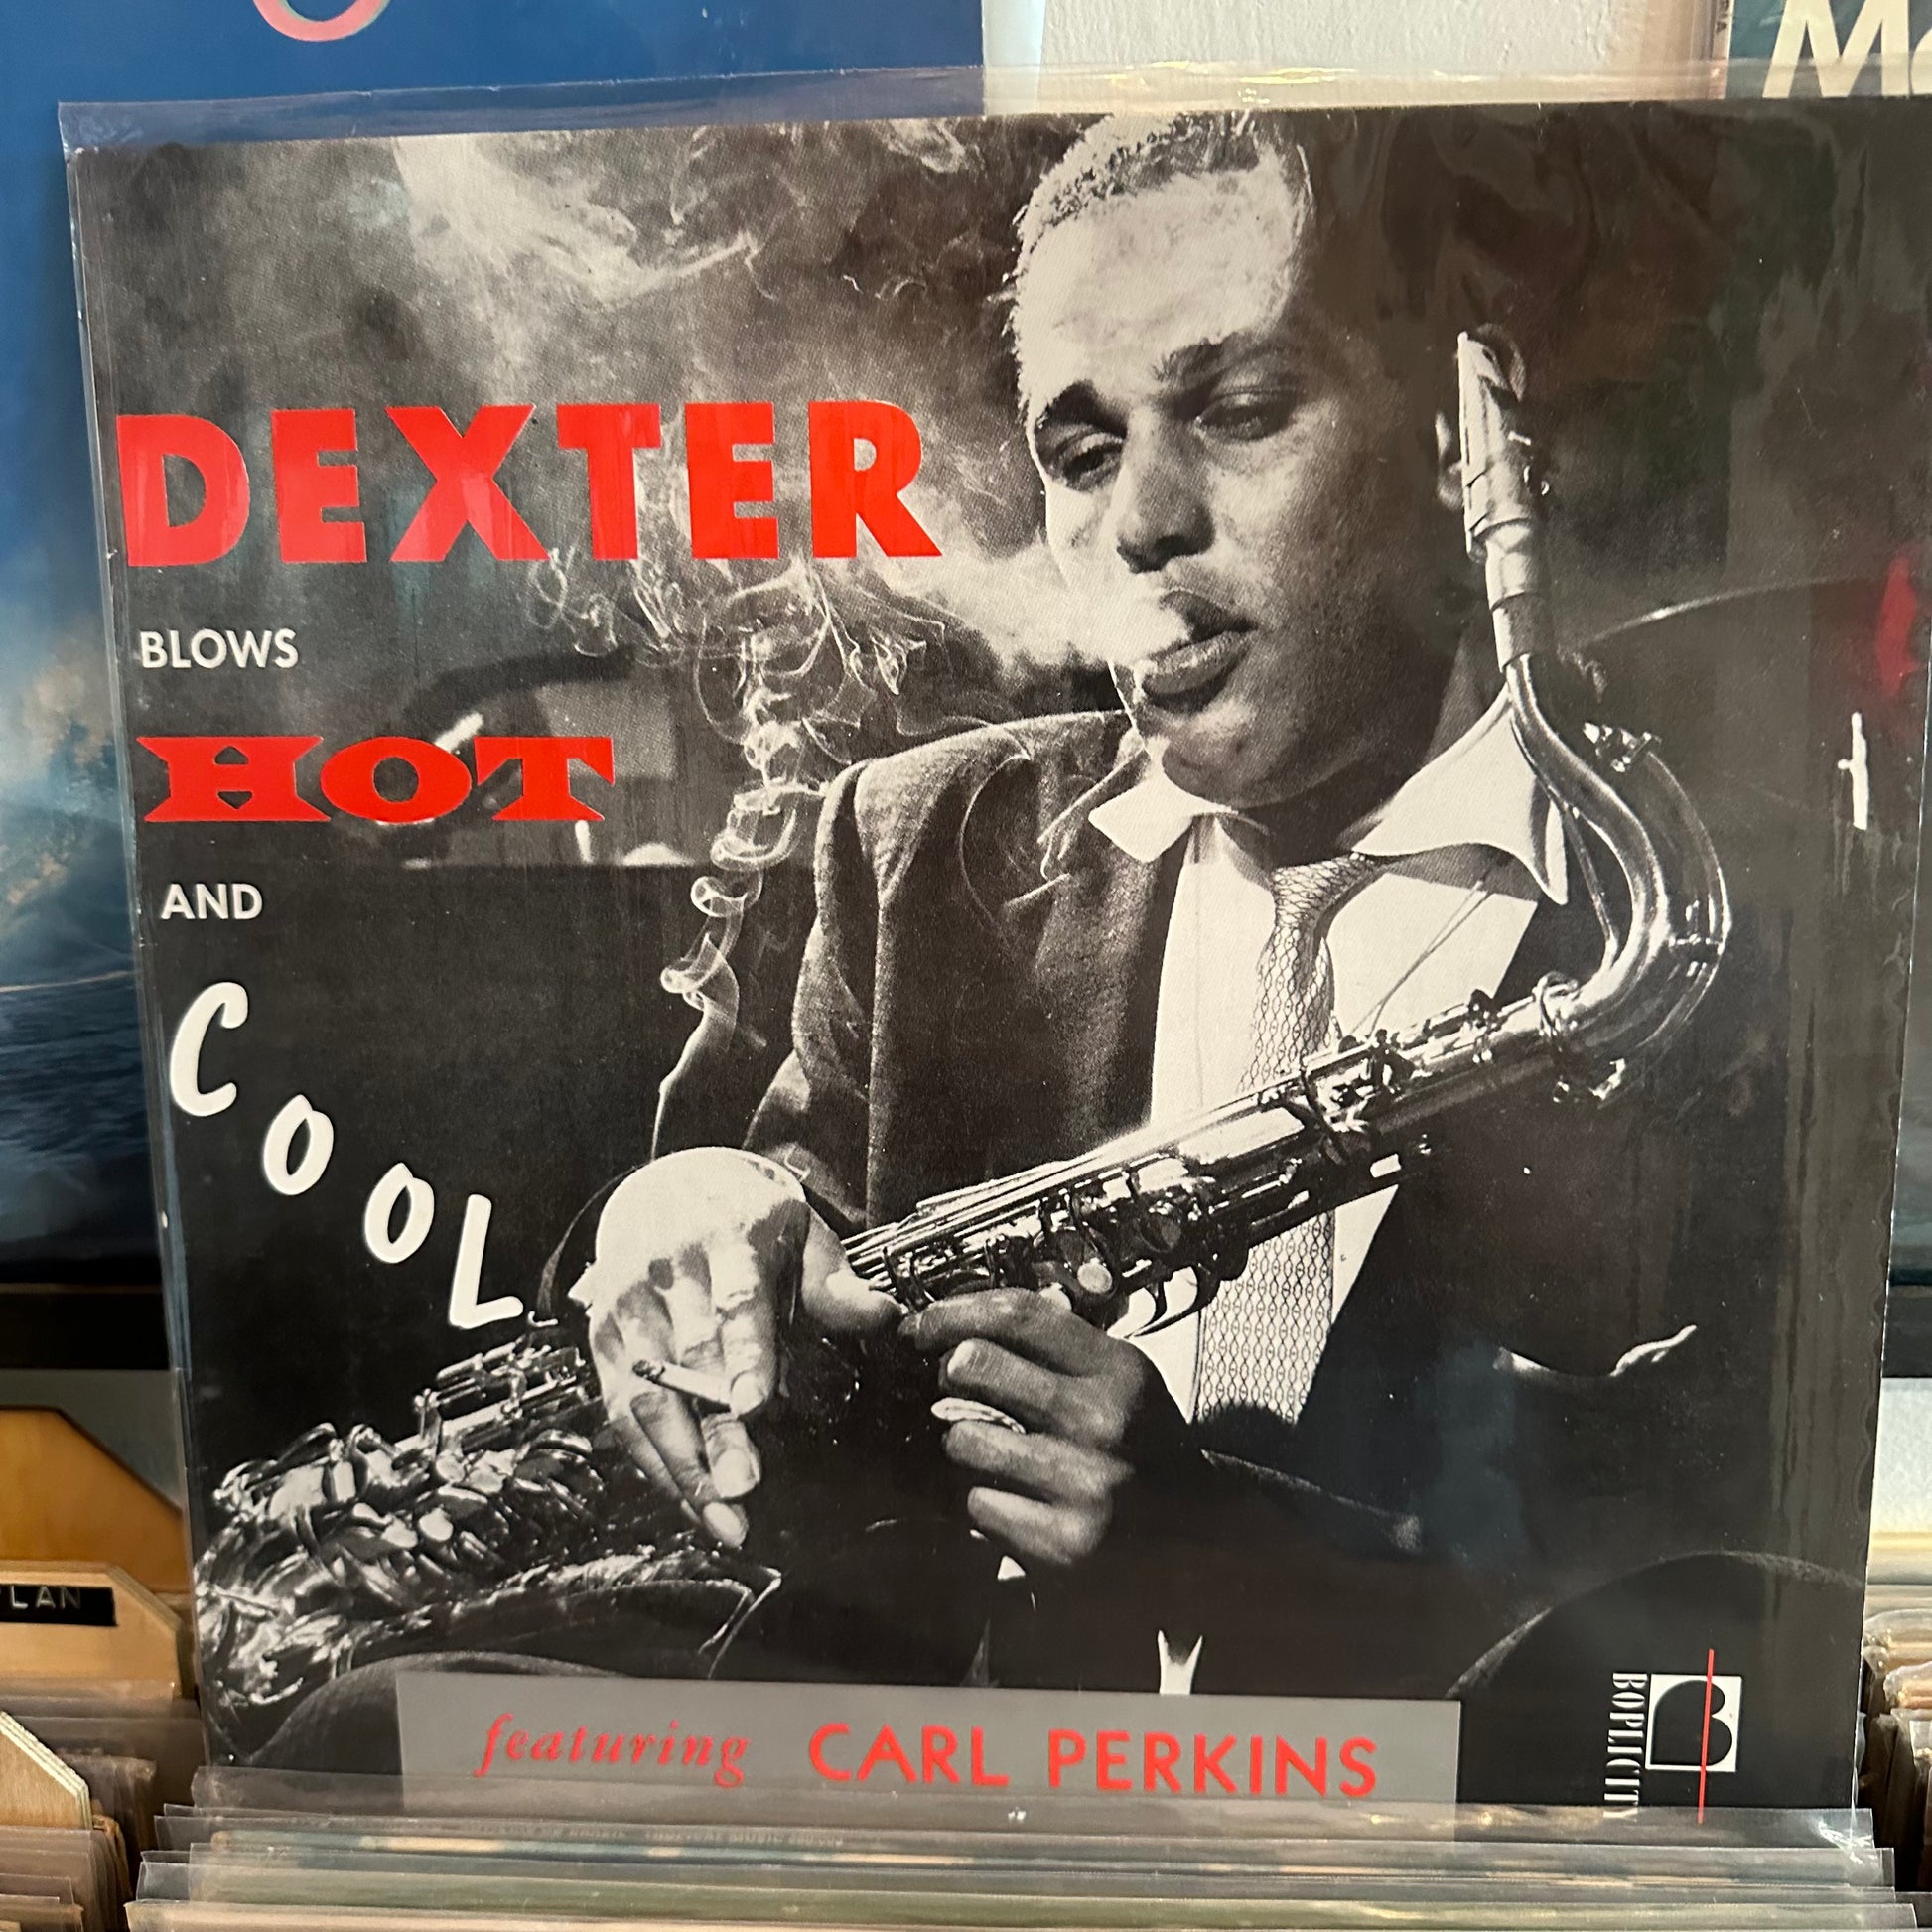 DEXTER
BLOWS
HOT
AND
COOL
featuring CARL PERKINS
BOPLICITY